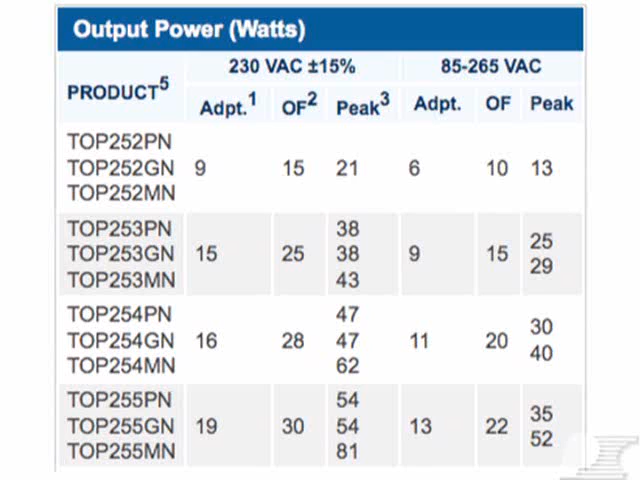 Output Power (Watts)
PRODUCT5 230 VAC ±15% 85-265 VAC
Adpt.1 OF2 Peak3 Adpt. OF Peak
TOP252PN
TOP252GN 9 15 21 6 10 13
TOP252MN
TOP253PN 38
TOP253GN 15 25 38 9 15 25
TOP253MN 43 29
TOP254PN 47
TOP254GN 16 28 47 11 20 30
TOP254MN 62 40
TOP255PN 54
TOP255GN 19 30 54 13 22 35
TOP255MN 81 52